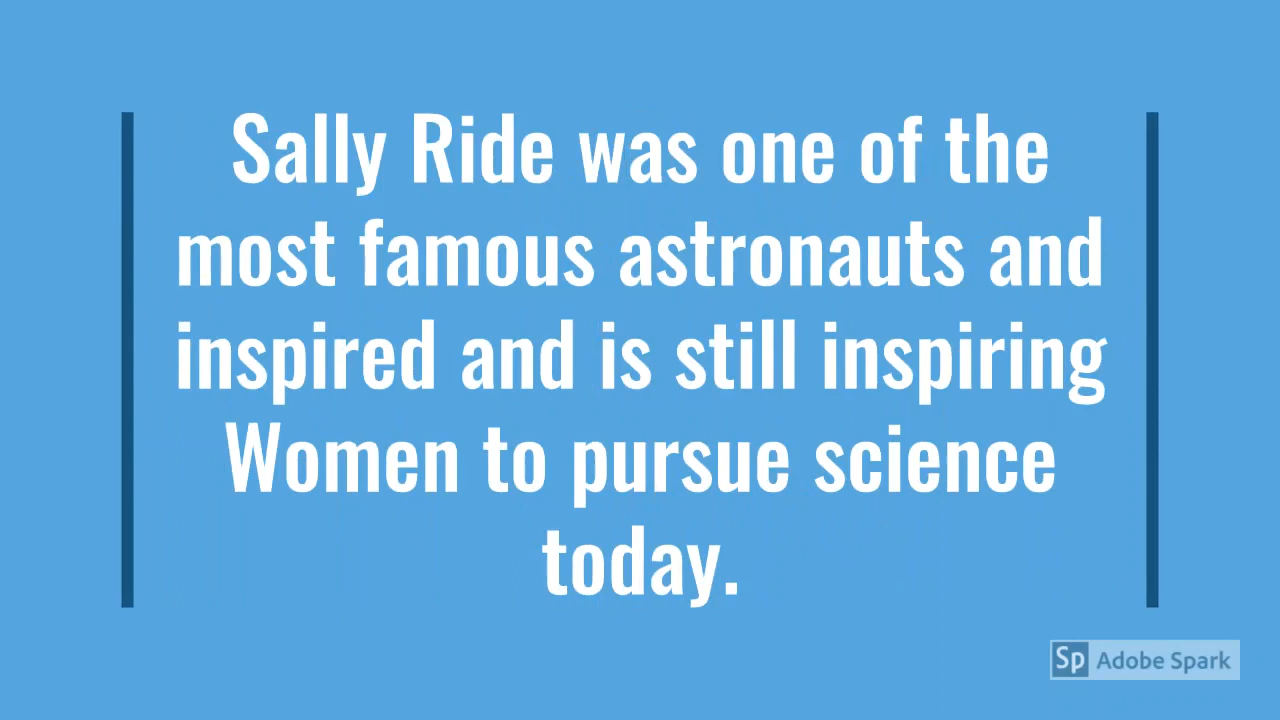 Sally Ride was one of the
most famous astronauts and
inspired and is still inspiring
Women to pursue science
today.
Sp Adobe Spark